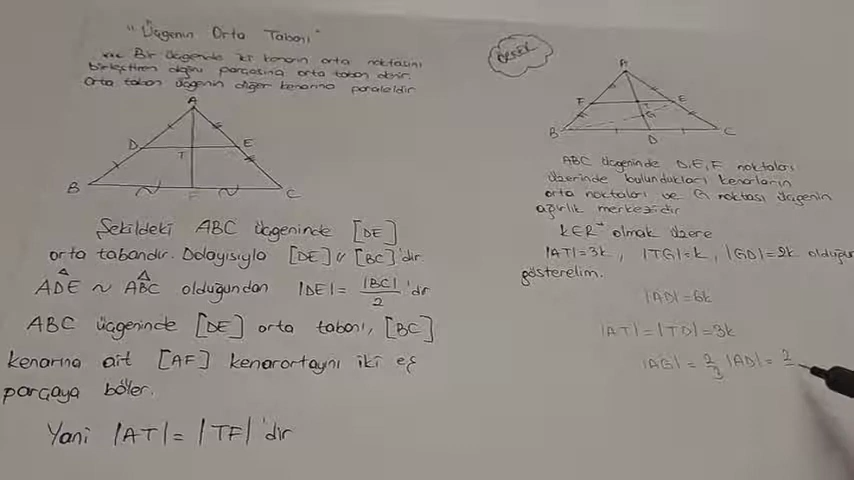 "Üçgenin Orta Tabanı"
Bir üçgende iki kenarın orta noktasını
birleştiren doğru parçasına orta taban denir.
Orta taban üçgenin diğer kenarına paraleldir.
A
D E
T
B F C
Şekildeki ABC üçgeninde [DE]
orta tabandır. Dolayısıyla [DE] // [BC]'dir.
ADE ~ ABC olduğundan |DE| = |BC|/2 'dir
ABC üçgeninde [DE] orta tabanı, [BC]
kenarına ait [AF] kenarortayını iki eş
parçaya böler.
Yani |AT| = |TF| 'dir
ÖRNEK
A
F T E
G
B D C
ABC üçgeninde D, E, F noktaları
üzerinde bulundukları kenarların
orta noktaları ve G noktası üçgenin
ağırlık merkezidir
k∈R⁺ olmak üzere
|AT|=3k, |TG|=k, |GD|=2k olduğun
gösterelim.
|AD|=6k
|AT|=|TD|=3k
|AG| = 2/3 |AD| = 2